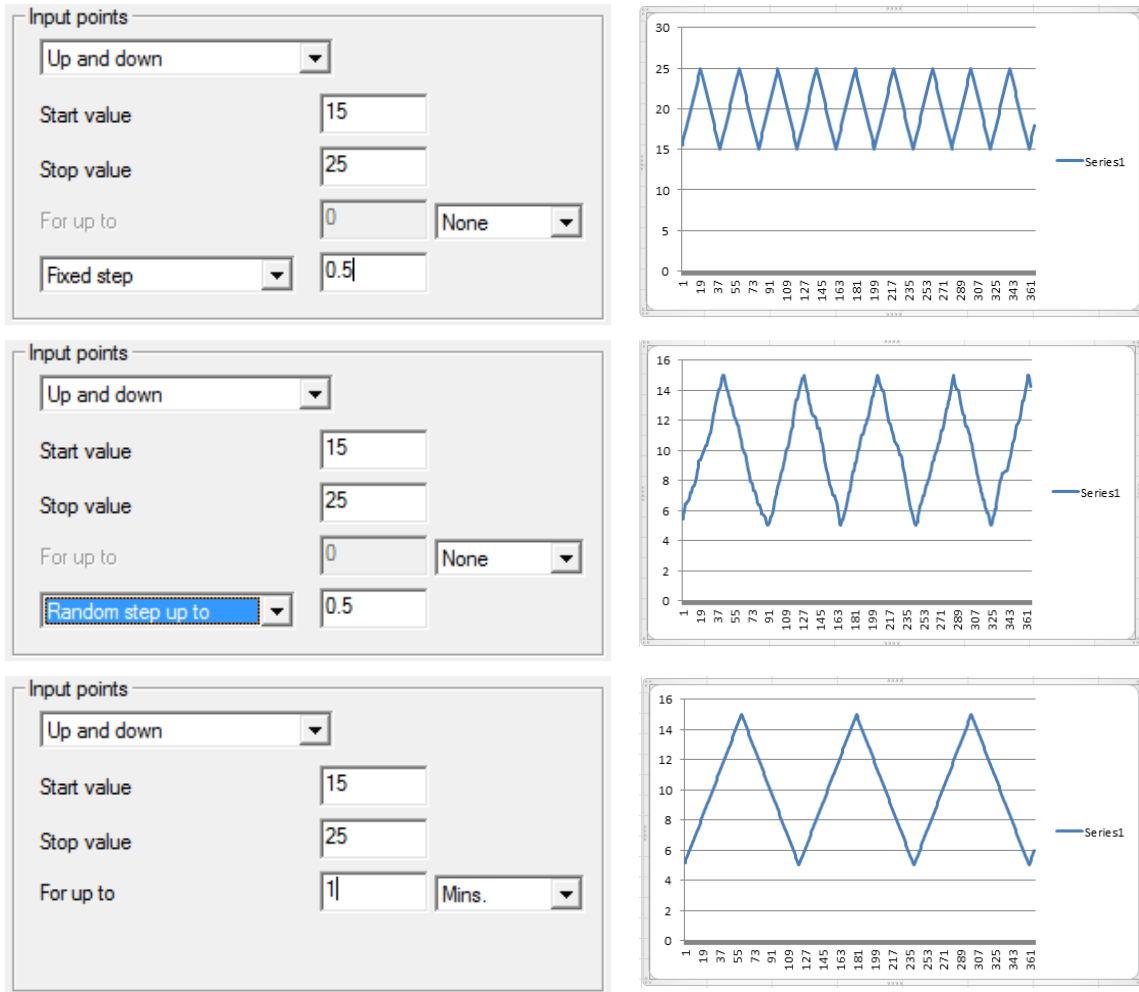 Input points
Up and down
Start value 15
Stop value 25
For up to 0 None
Fixed step 0.5
30
25
20
15
10
5
0
1 19 37 55 73 91 109 127 145 163 181 199 217 235 253 271 289 307 325 343 361
Series1
Input points
Up and down
Start value 15
Stop value 25
For up to 0 None
Random step up to 0.5
16
14
12
10
8
6
4
2
0
1 19 37 55 73 91 109 127 145 163 181 199 217 235 253 271 289 307 325 343 361
Series1
Input points
Up and down
Start value 15
Stop value 25
For up to 1 Mins.
16
14
12
10
8
6
4
2
0
1 19 37 55 73 91 109 127 145 163 181 199 217 235 253 271 289 307 325 343 361
Series1